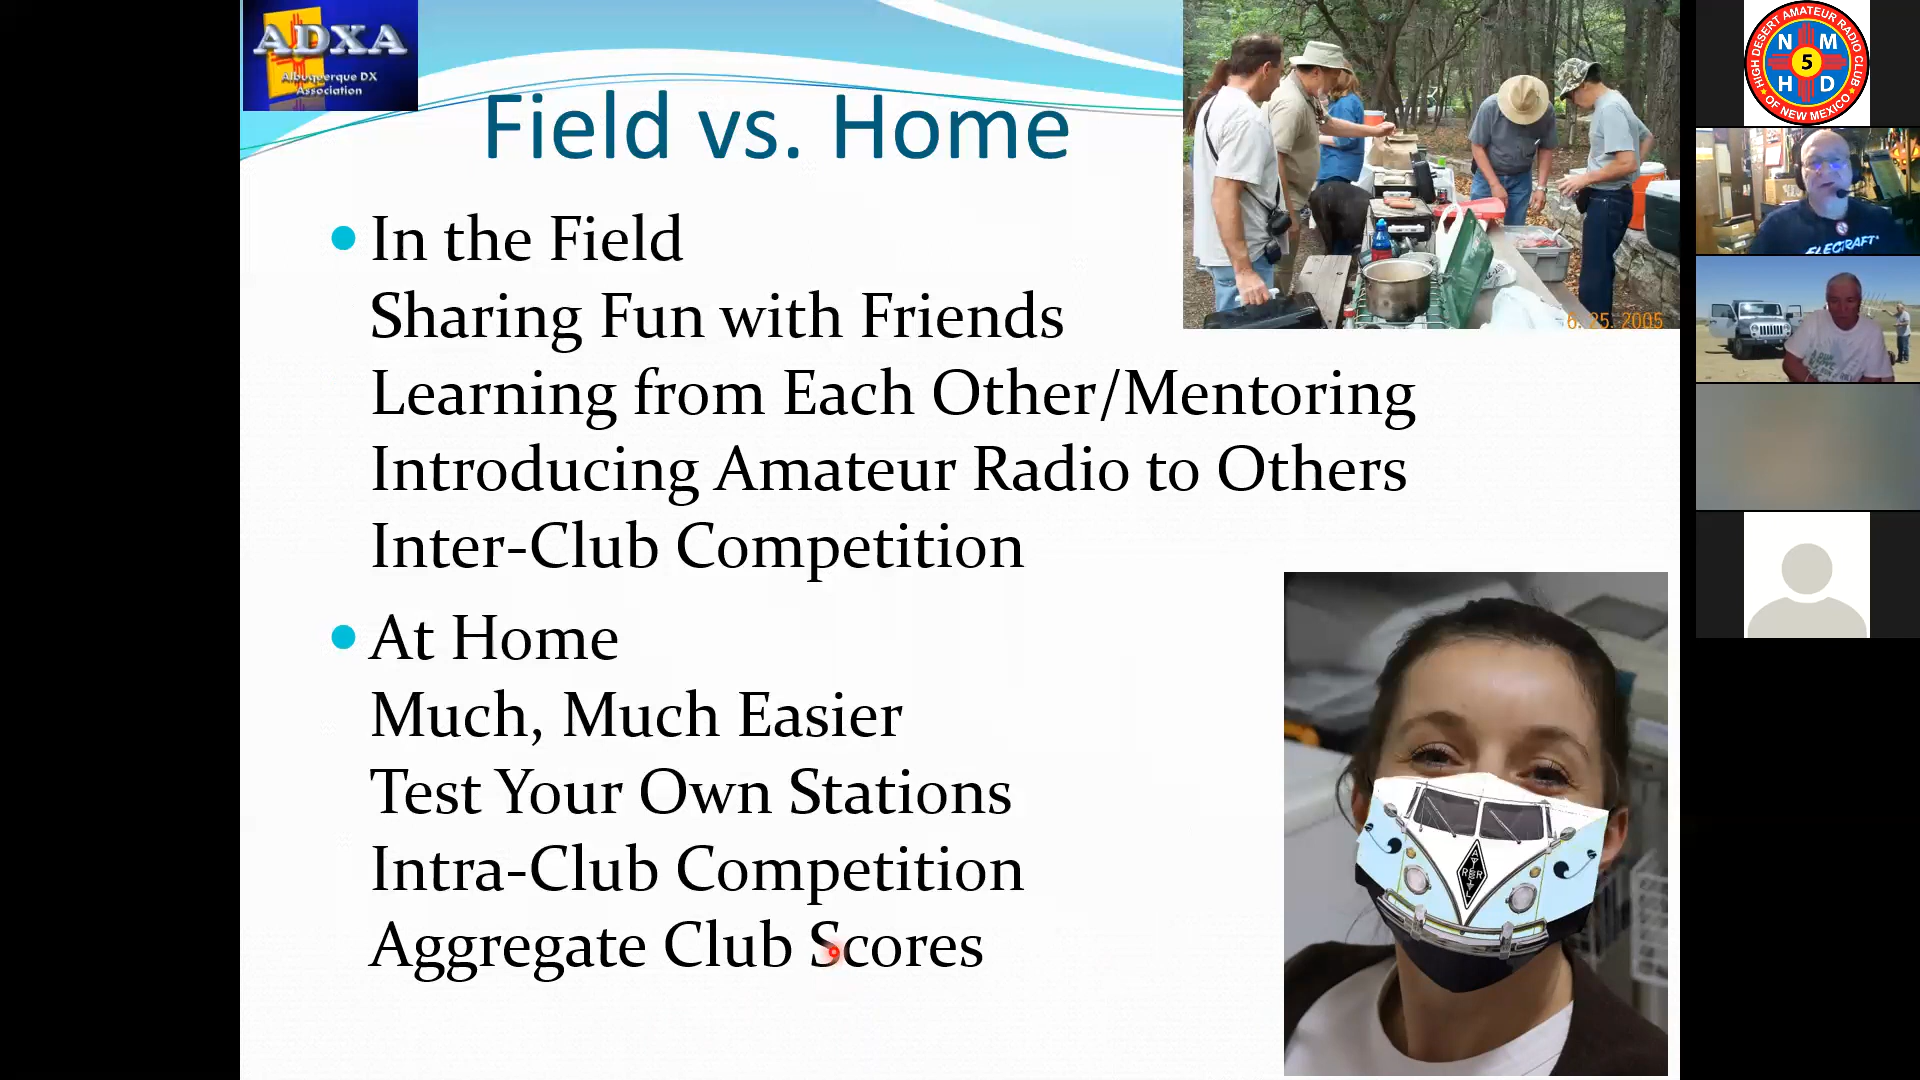 ADXA
Albuquerque DX
Association
Field vs. Home
In the Field
Sharing Fun with Friends
Learning from Each Other/Mentoring
Introducing Amateur Radio to Others
Inter-Club Competition
At Home
Much, Much Easier
Test Your Own Stations
Intra-Club Competition
Aggregate Club Scores
6.25.2005
HIGH DESERT AMATEUR RADIO CLUB
N M
5
H D
OF NEW MEXICO
ELECRAFT
A
R R
L